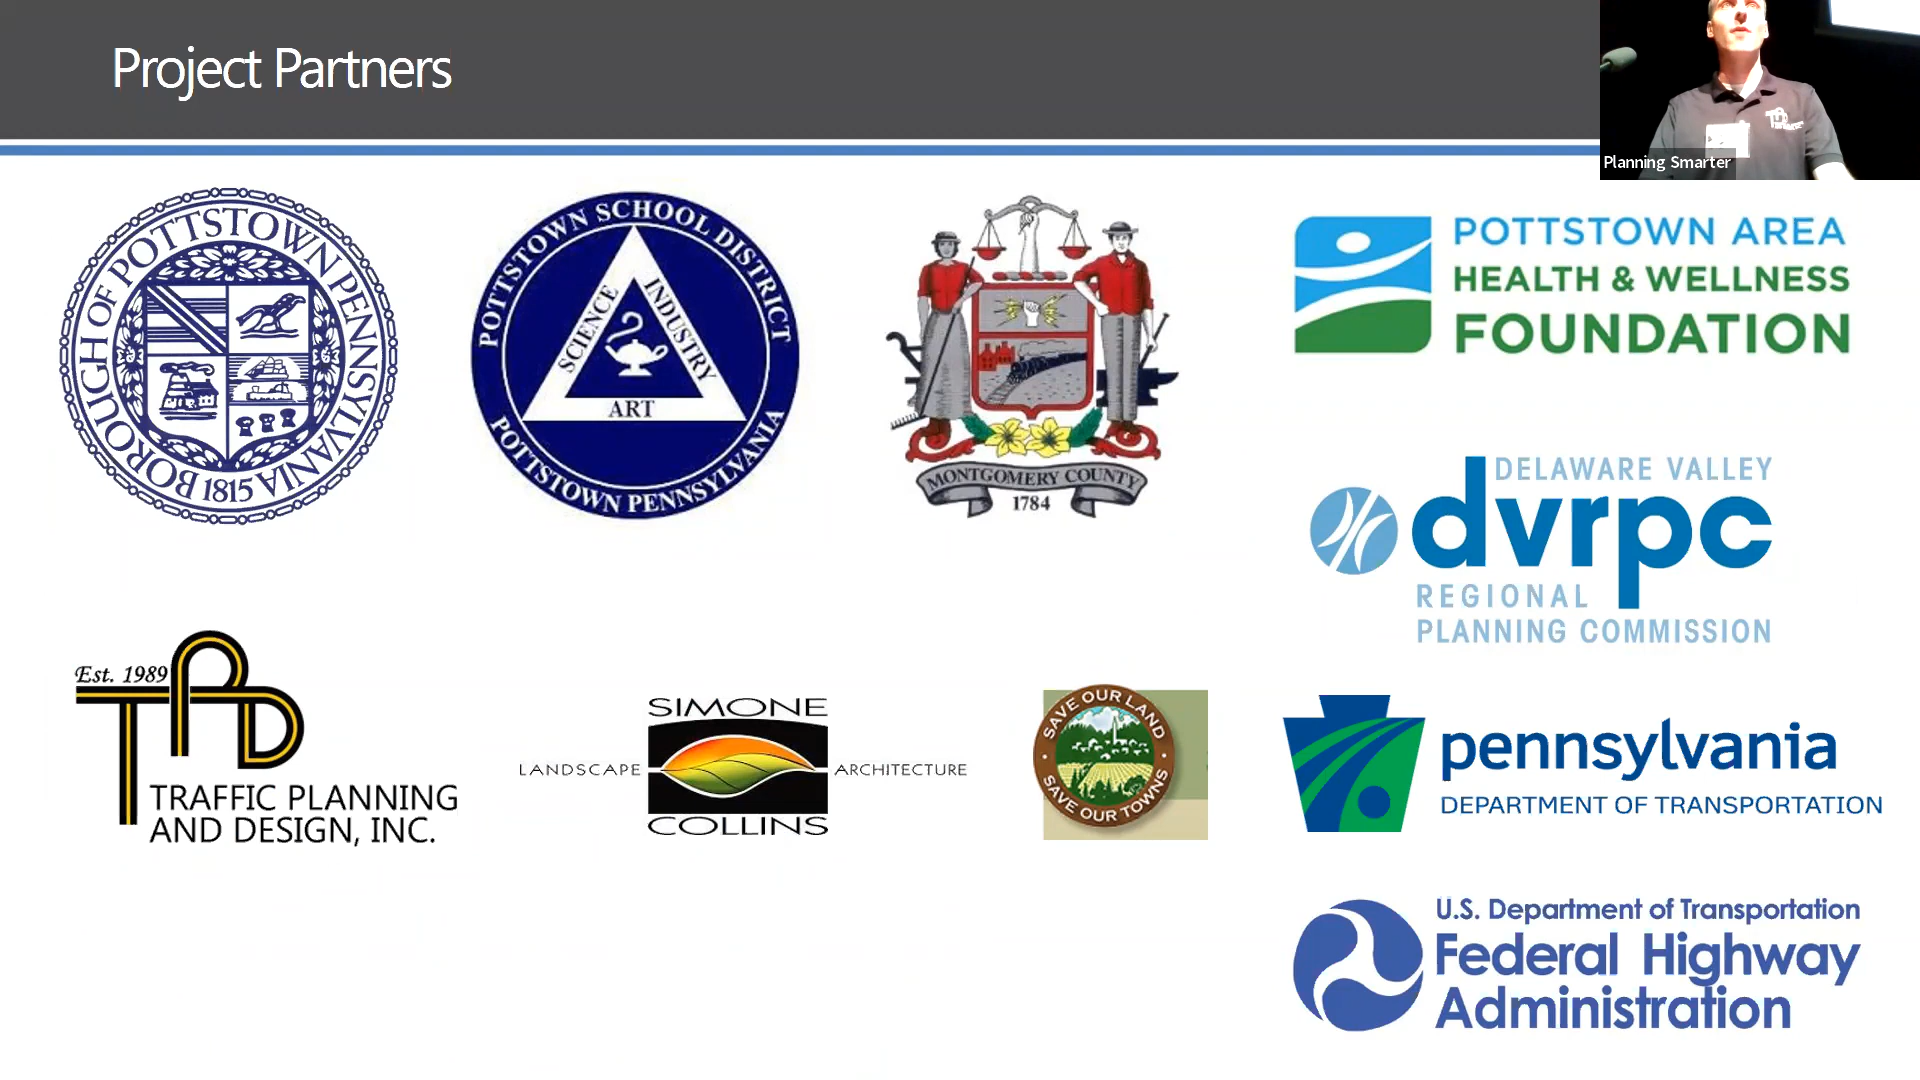 Project Partners
Planning Smarter
BOROUGH OF POTTSTOWN PENNSYLVANIA
1815
POTTSTOWN SCHOOL DISTRICT
SCIENCE
INDUSTRY
ART
POTTSTOWN PENNSYLVANIA
MONTGOMERY COUNTY
1784
POTTSTOWN AREA
HEALTH & WELLNESS
FOUNDATION
DELAWARE VALLEY
dvrpc
REGIONAL
PLANNING COMMISSION
Est. 1989
TPD
TRAFFIC PLANNING
AND DESIGN, INC.
SIMONE
LANDSCAPE ARCHITECTURE
COLLINS
SAVE OUR LAND
SAVE OUR TOWNS
pennsylvania
DEPARTMENT OF TRANSPORTATION
U.S. Department of Transportation
Federal Highway
Administration